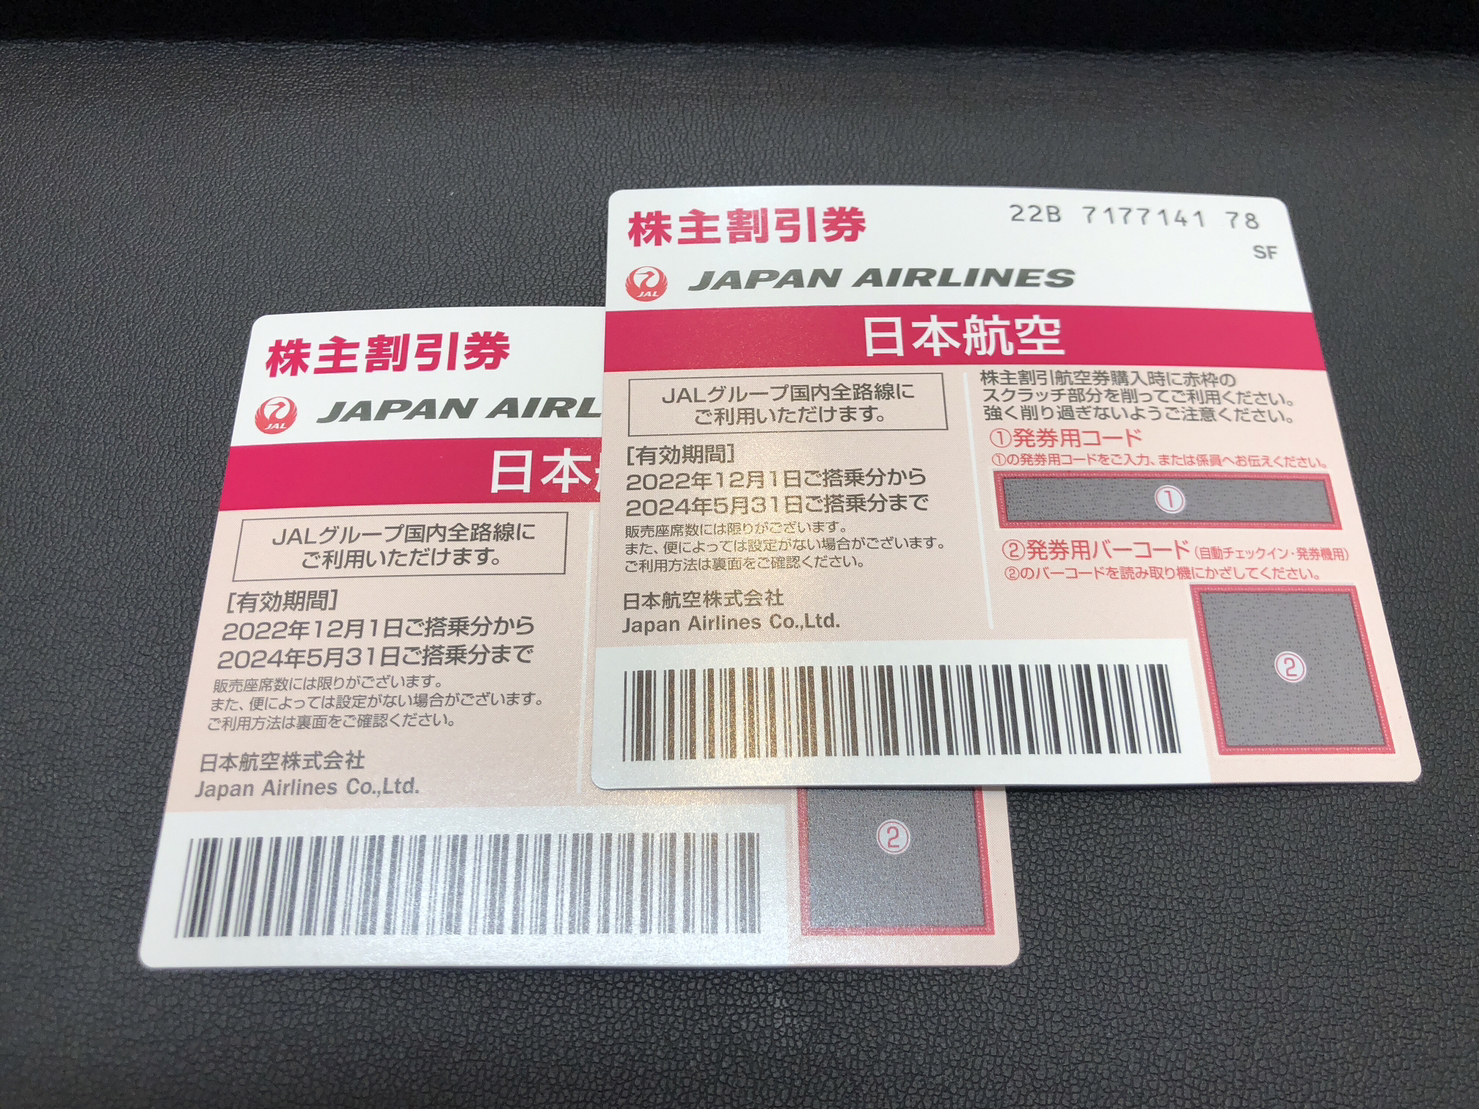 株主割引券
22B 7177141 78
SF
JAL
JAPAN AIRLINES
日本航空
JALグループ国内全路線に
ご利用いただけます。
[有効期間]
2022年12月1日ご搭乗分から
2024年5月31日ご搭乗分まで
販売座席数には限りがございます。
また、便によっては設定がない場合がございます。
ご利用方法は裏面をご確認ください。
日本航空株式会社
Japan Airlines Co.,Ltd.
株主割引航空券購入時に赤枠の
スクラッチ部分を削ってご利用ください。
強く削り過ぎないようご注意ください。
①発券用コード
①の発券用コードをご入力、または係員へお伝えください。
①
②発券用バーコード(自動チェックイン・発券機用)
②のバーコードを読み取り機にかざしてください。
②
株主割引券
JAL
JAPAN AIRL
日本
JALグループ国内全路線に
ご利用いただけます。
[有効期間]
2022年12月1日ご搭乗分から
2024年5月31日ご搭乗分まで
販売座席数には限りがございます。
また、便によっては設定がない場合がございます。
ご利用方法は裏面をご確認ください。
日本航空株式会社
Japan Airlines Co.,Ltd.
②